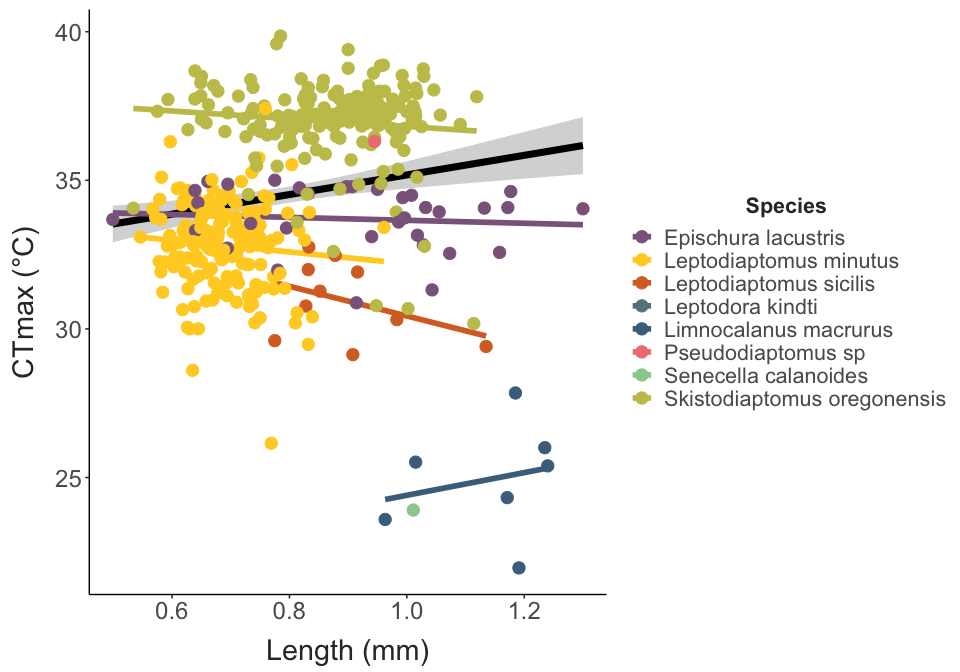 CTmax (°C)
40
35
30
25
0.6 0.8 1.0 1.2
Length (mm)
Species
Epischura lacustris
Leptodiaptomus minutus
Leptodiaptomus sicilis
Leptodora kindti
Limnocalanus macrurus
Pseudodiaptomus sp
Senecella calanoides
Skistodiaptomus oregonensis